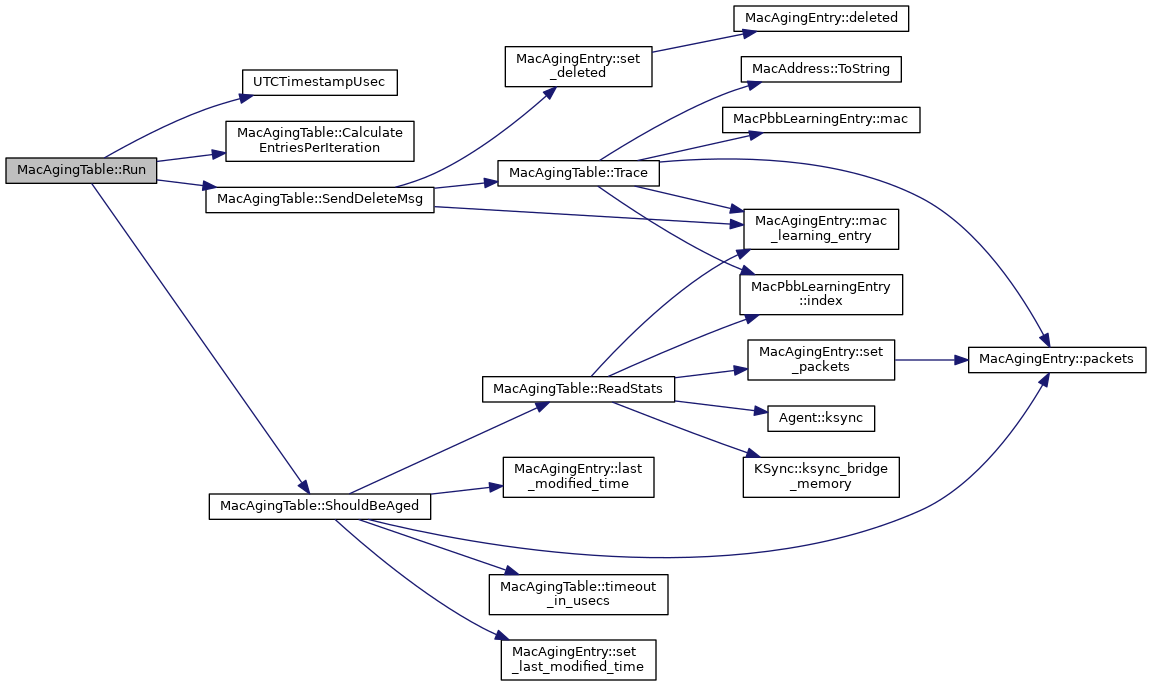 MacAgingEntry::deleted
MacAgingEntry::set
_deleted
MacAddress::ToString
UTCTimestampUsec
MacPbbLearningEntry::mac
MacAgingTable::Calculate
EntriesPerIteration
MacAgingTable::Run
MacAgingTable::Trace
MacAgingTable::SendDeleteMsg
MacAgingEntry::mac
_learning_entry
MacPbbLearningEntry
::index
MacAgingEntry::set
_packets
MacAgingEntry::packets
MacAgingTable::ReadStats
Agent::ksync
MacAgingEntry::last
_modified_time
KSync::ksync_bridge
_memory
MacAgingTable::ShouldBeAged
MacAgingTable::timeout
_in_usecs
MacAgingEntry::set
_last_modified_time